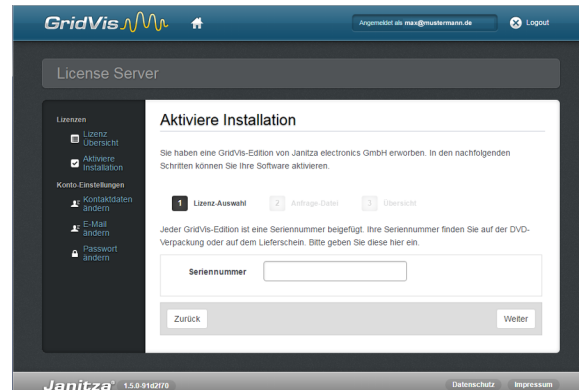 GridVis
Angemeldet als max@mustermann.de
Logout
License Server
Lizenzen
Lizenz
Übersicht
Aktiviere
Installation
Konto-Einstellungen
Kontaktdaten
ändern
E-Mail
ändern
Passwort
ändern
Aktiviere Installation
Sie haben eine GridVis-Edition von Janitza electronics GmbH erworben. In den nachfolgenden
Schritten können Sie Ihre Software aktivieren.
1 Lizenz-Auswahl 2 Anfrage-Datei 3 Übersicht
Jeder GridVis-Edition ist eine Seriennummer beigefügt. Ihre Seriennummer finden Sie auf der DVD-
Verpackung oder auf dem Lieferschein. Bitte geben Sie diese hier ein.
Seriennummer
Zurück
Weiter
Janitza® 1.5.0-91d2f70
Datenschutz Impressum